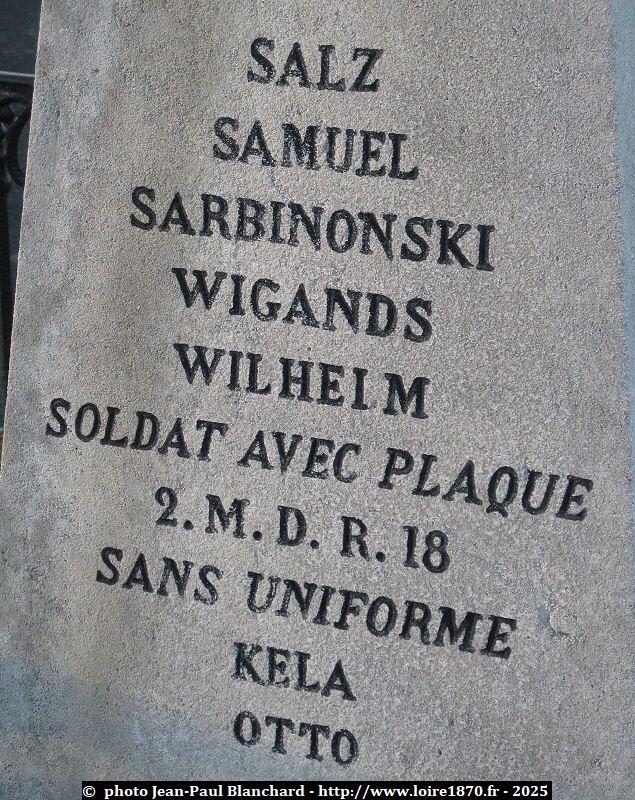 SALZ
SAMUEL
SARBINONSKI
WIGANDS
WILHEIM
SOLDAT AVEC PLAQUE
2. M. D. R. 18
SANS UNIFORME
KELA
OTTO
© photo Jean-Paul Blanchard - http://www.loire1870.fr - 2025